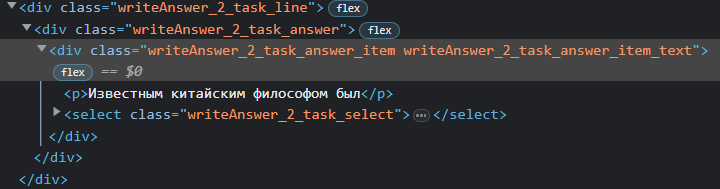 <div class="writeAnswer_2_task_line"> flex
<div class="writeAnswer_2_task_answer"> flex
<div class="writeAnswer_2_task_answer_item writeAnswer_2_task_answer_item_text">
flex == $0
<p>Известным китайским философом был</p>
<select class="writeAnswer_2_task_select"> … </select>
</div>
</div>
</div>